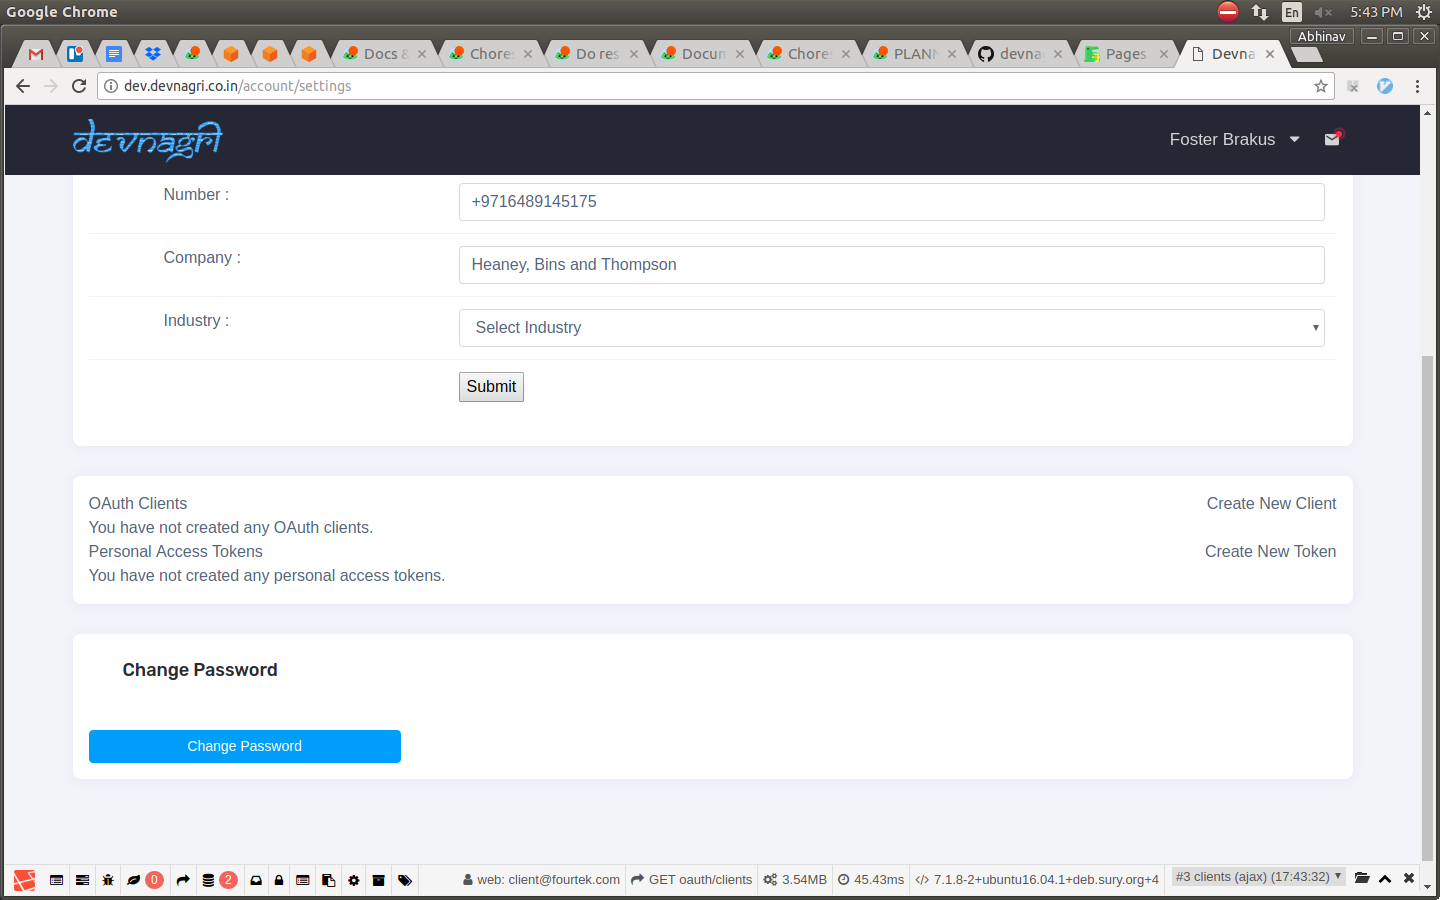 Google Chrome
En
5:43 PM
Abhinav
Docs &
Chores
Do res
Docum
Chores
PLANN
devna
Pages
Devna
dev.devnagri.co.in/account/settings
devnagri
Foster Brakus
Number :
+9716489145175
Company :
Heaney, Bins and Thompson
Industry :
Select Industry
Submit
OAuth Clients
Create New Client
You have not created any OAuth clients.
Personal Access Tokens
Create New Token
You have not created any personal access tokens.
Change Password
Change Password
0
2
web: client@fourtek.com
GET oauth/clients
3.54MB
45.43ms
7.1.8-2+ubuntu16.04.1+deb.sury.org+4
#3 clients (ajax) (17:43:32)